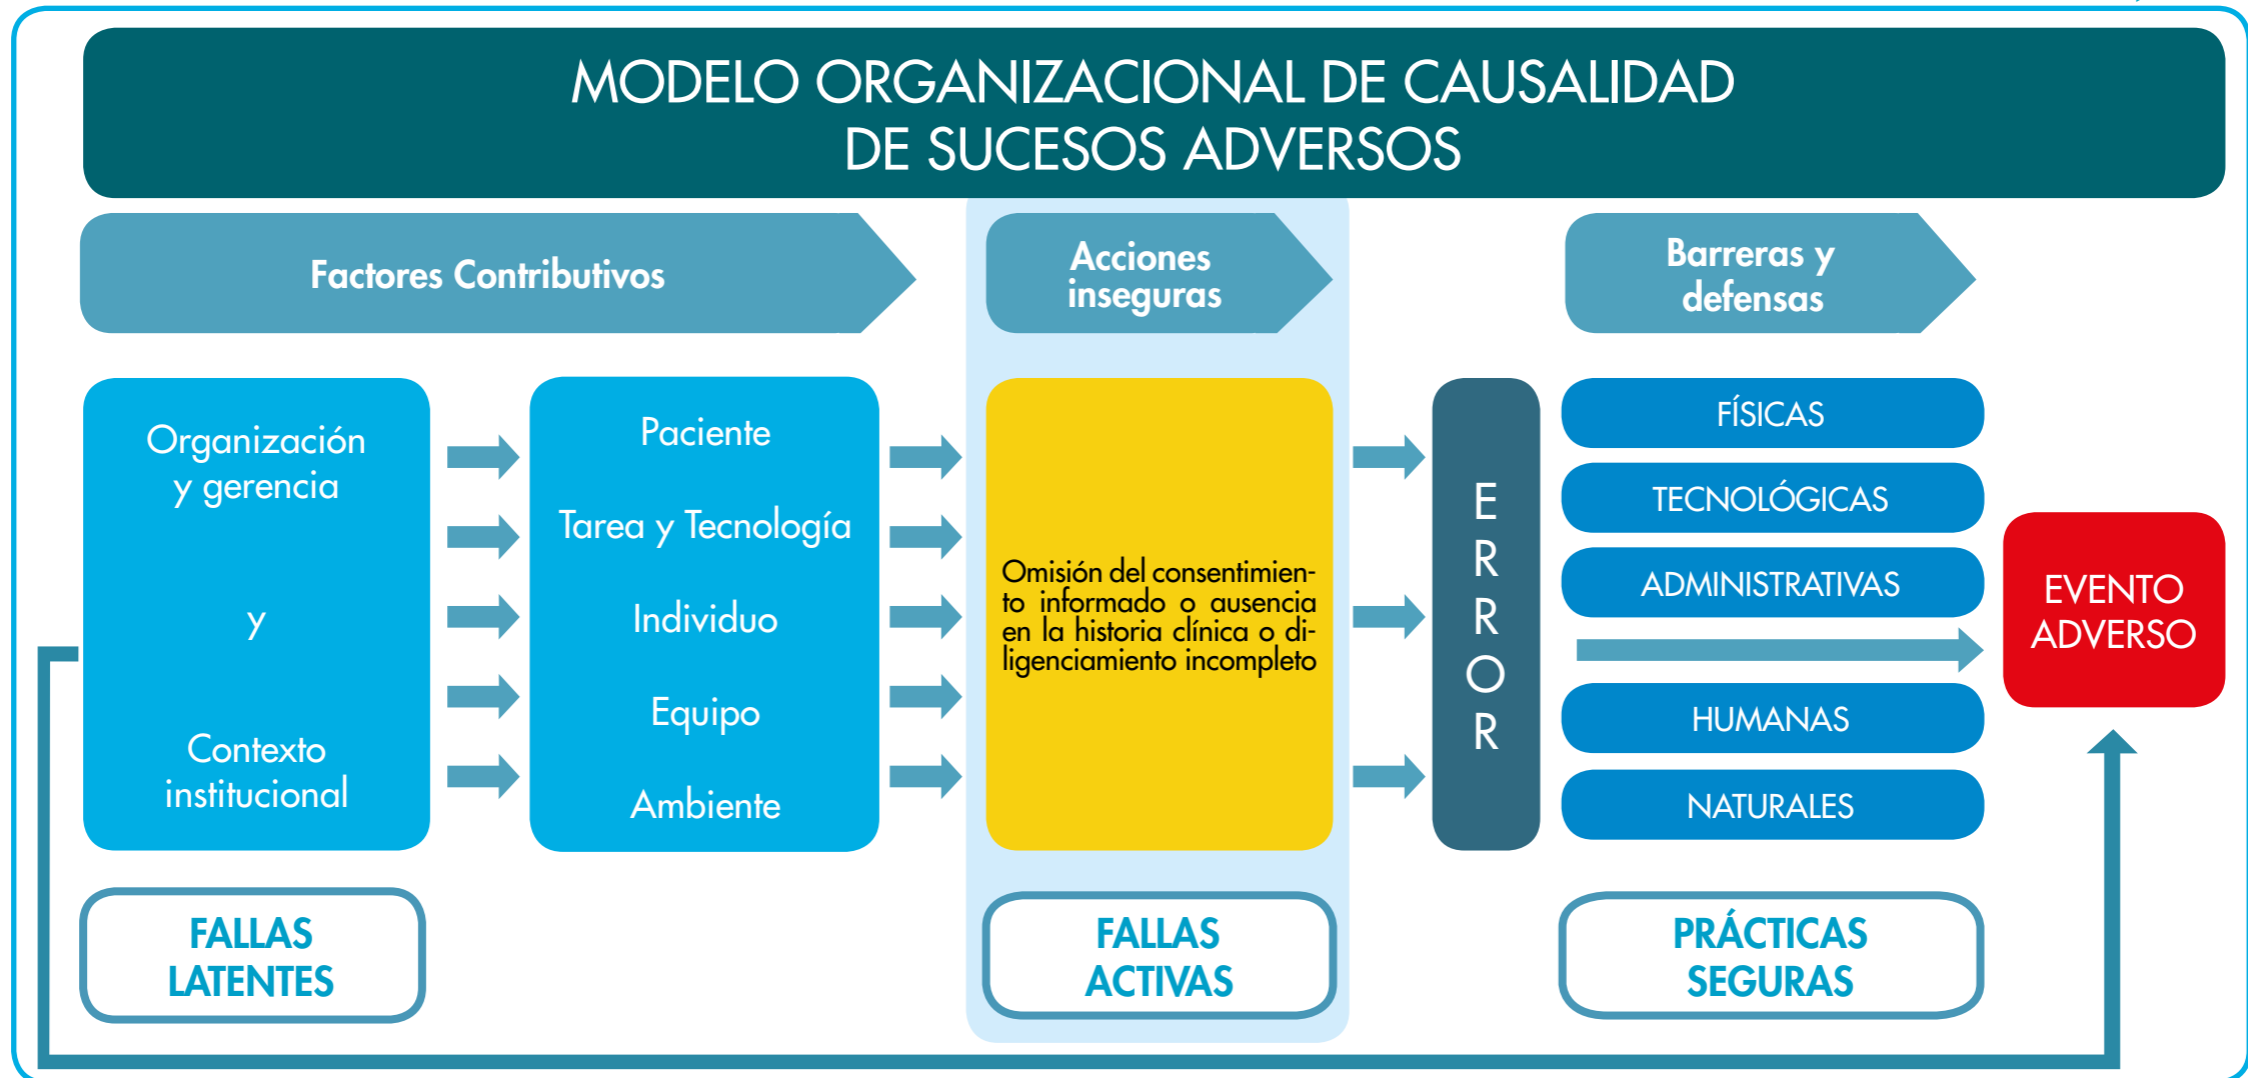 MODELO ORGANIZACIONAL DE CAUSALIDAD
DE SUCESOS ADVERSOS
Factores Contributivos
Acciones
inseguras
Barreras y
defensas
Organización
y gerencia
y
Contexto
institucional
Paciente
Tarea y Tecnología
Individuo
Equipo
Ambiente
Omisión del consentimien-
to informado o ausencia
en la historia clínica o di-
ligenciamiento incompleto
E
R
R
O
R
FÍSICAS
TECNOLÓGICAS
ADMINISTRATIVAS
HUMANAS
NATURALES
EVENTO
ADVERSO
FALLAS
LATENTES
FALLAS
ACTIVAS
PRÁCTICAS
SEGURAS